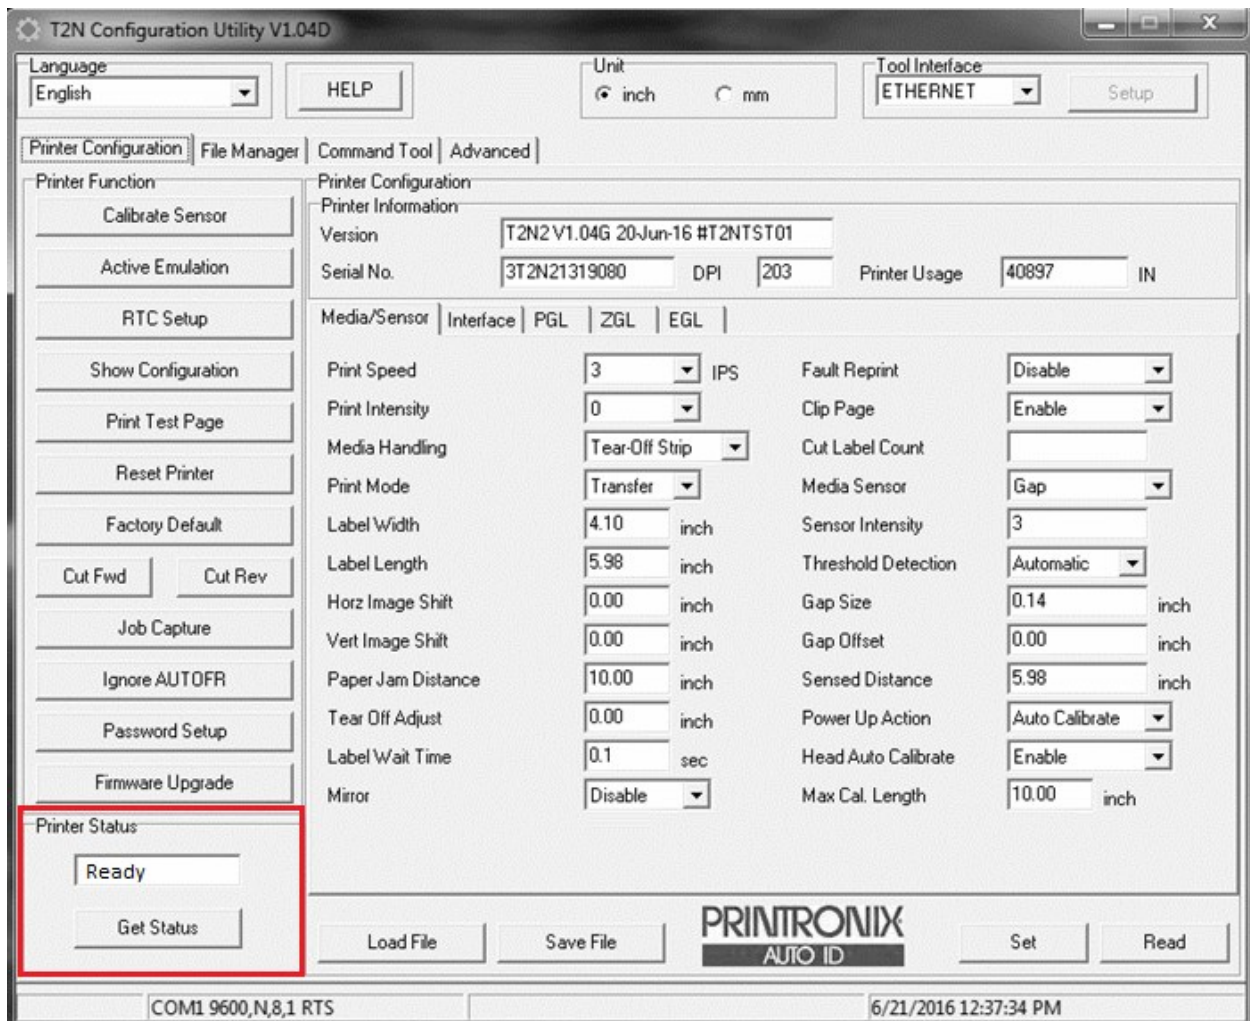 T2N Configuration Utility V1.04D
Language
English
HELP
Unit
inch
mm
Tool Interface
ETHERNET
Setup
Printer Configuration File Manager Command Tool Advanced
Printer Function
Calibrate Sensor
Active Emulation
RTC Setup
Show Configuration
Print Test Page
Reset Printer
Factory Default
Cut Fwd Cut Rev
Job Capture
Ignore AUTOFR
Password Setup
Firmware Upgrade
Printer Status
Ready
Get Status
Printer Configuration
Printer Information
Version T2N2 V1.04G 20-Jun-16 #T2NTST01
Serial No. 3T2N21319080 DPI 203 Printer Usage 40897 IN
Media/Sensor Interface PGL ZGL EGL
Print Speed 3 IPS
Print Intensity 0
Media Handling Tear-Off Strip
Print Mode Transfer
Label Width 4.10 inch
Label Length 5.98 inch
Horz Image Shift 0.00 inch
Vert Image Shift 0.00 inch
Paper Jam Distance 10.00 inch
Tear Off Adjust 0.00 inch
Label Wait Time 0.1 sec
Mirror Disable
Fault Reprint Disable
Clip Page Enable
Cut Label Count
Media Sensor Gap
Sensor Intensity 3
Threshold Detection Automatic
Gap Size 0.14 inch
Gap Offset 0.00 inch
Sensed Distance 5.98 inch
Power Up Action Auto Calibrate
Head Auto Calibrate Enable
Max Cal. Length 10.00 inch
Load File Save File
PRINTRONIX
AUTO ID
Set Read
COM1 9600,N,8,1 RTS 6/21/2016 12:37:34 PM